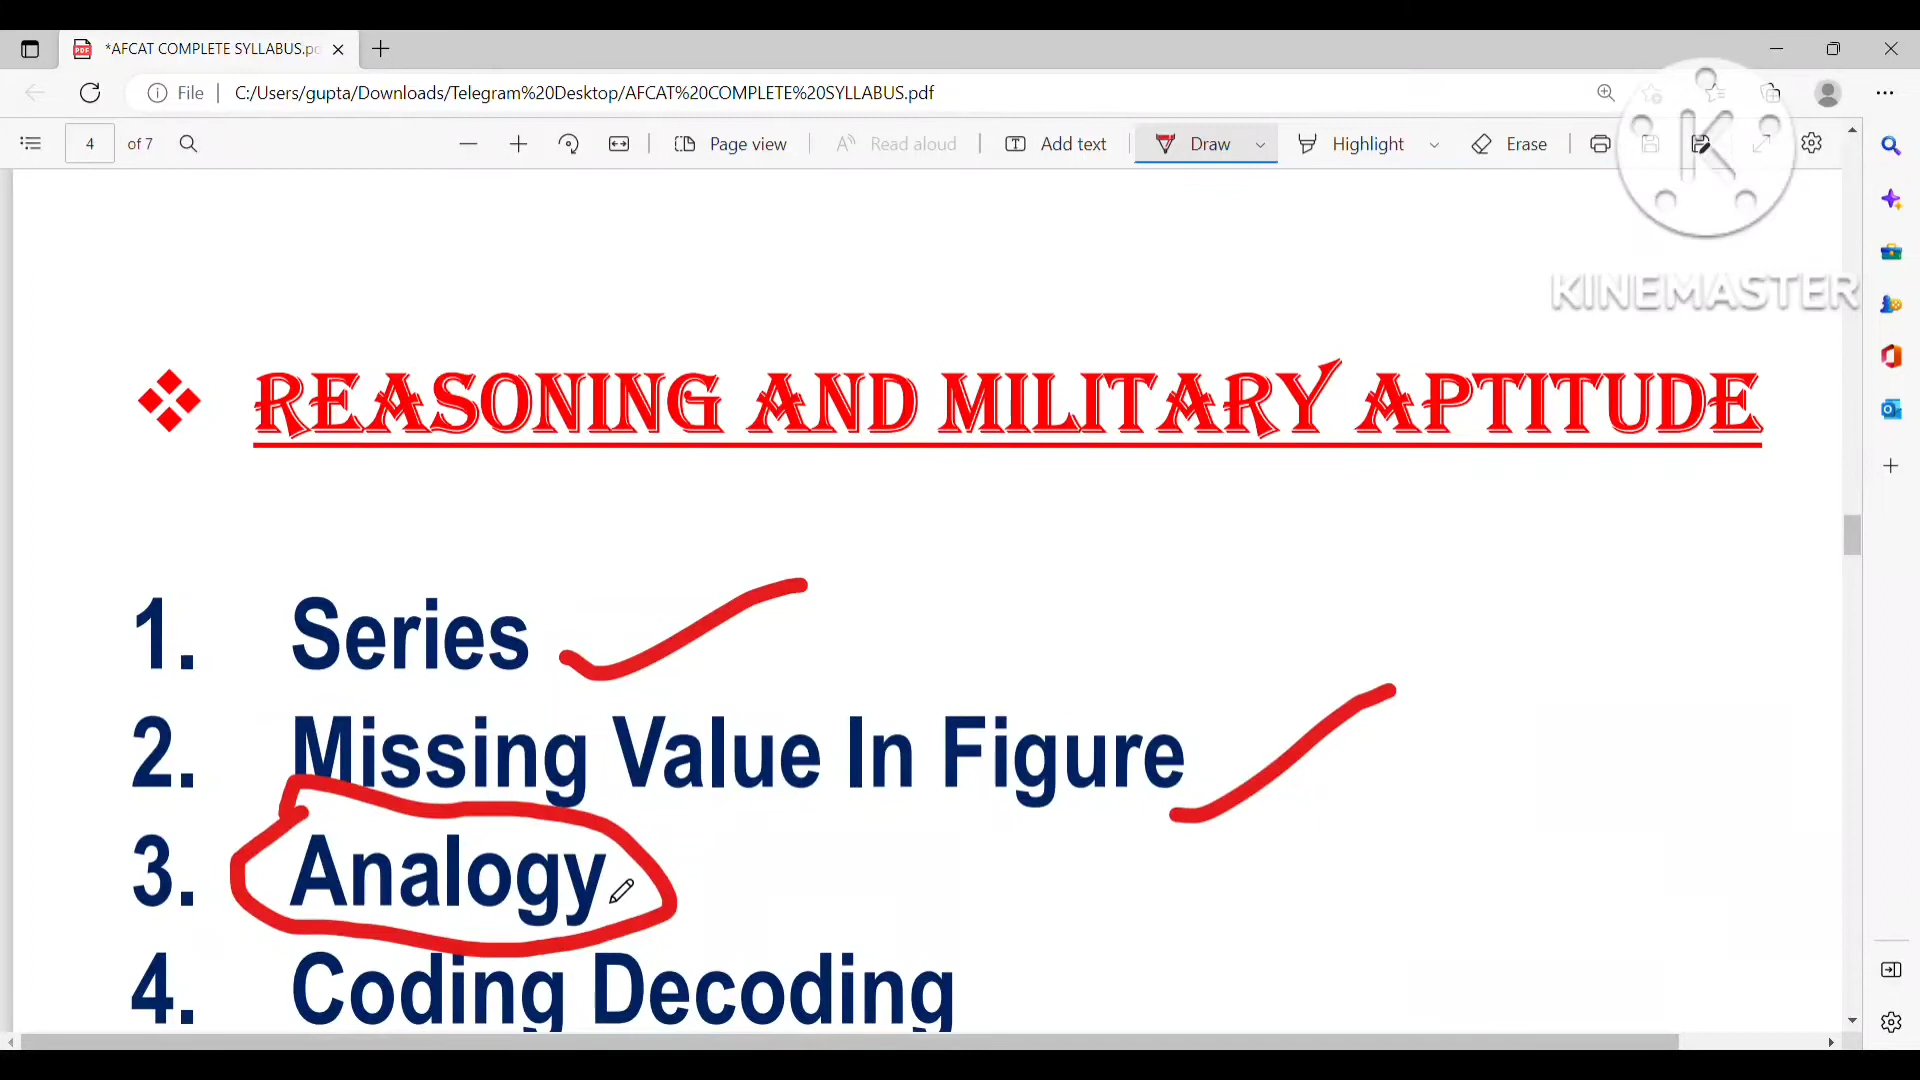 *AFCAT COMPLETE SYLLABUS.pd
File
C:/Users/gupta/Downloads/Telegram%20Desktop/AFCAT%20COMPLETE%20SYLLABUS.pdf
4 of 7
Page view
Read aloud
Add text
Draw
Highlight
Erase
K
KINEMASTER
REASONING AND MILITARY APTITUDE
1. Series
2. Missing Value In Figure
3. Analogy
4. Coding Decoding